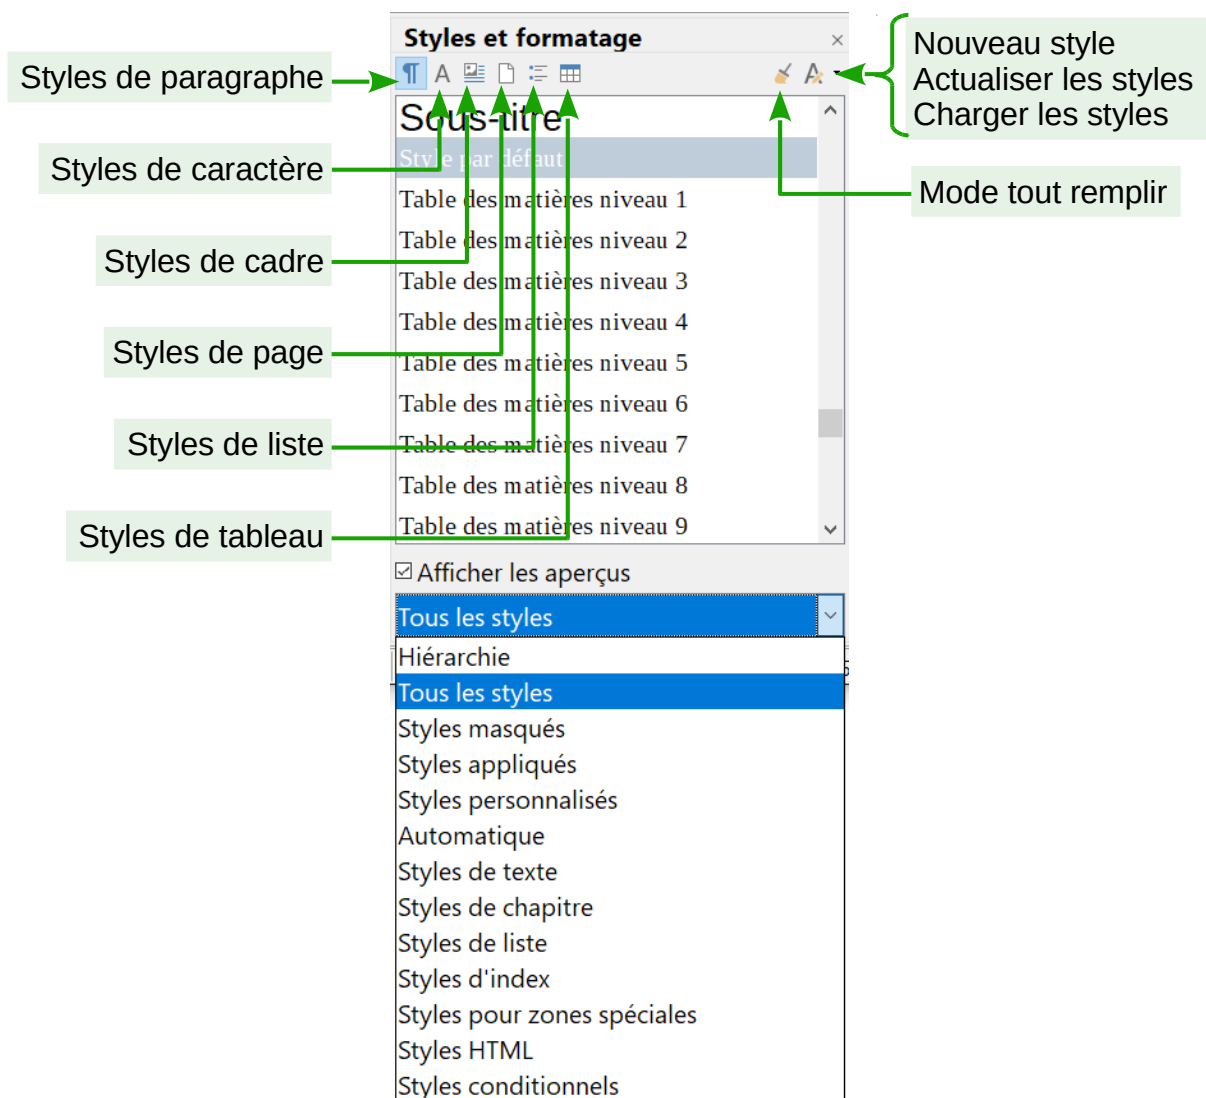 Styles et formatage
Styles de paragraphe
Nouveau style
Actualiser les styles
Charger les styles
Sous-titre
Style par défaut
Styles de caractère
Mode tout remplir
Table des matières niveau 1
Table des matières niveau 2
Styles de cadre
Table des matières niveau 3
Table des matières niveau 4
Styles de page
Table des matières niveau 5
Table des matières niveau 6
Styles de liste
Table des matières niveau 7
Table des matières niveau 8
Styles de tableau
Table des matières niveau 9
Afficher les aperçus
Tous les styles
Hiérarchie
Tous les styles
Styles masqués
Styles appliqués
Styles personnalisés
Automatique
Styles de texte
Styles de chapitre
Styles de liste
Styles d'index
Styles pour zones spéciales
Styles HTML
Styles conditionnels